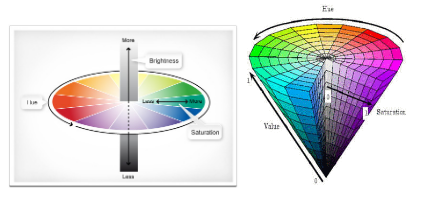 More
Brightness
Hue
Less
More
Saturation
Less
Hue
1
Value
0
Saturation